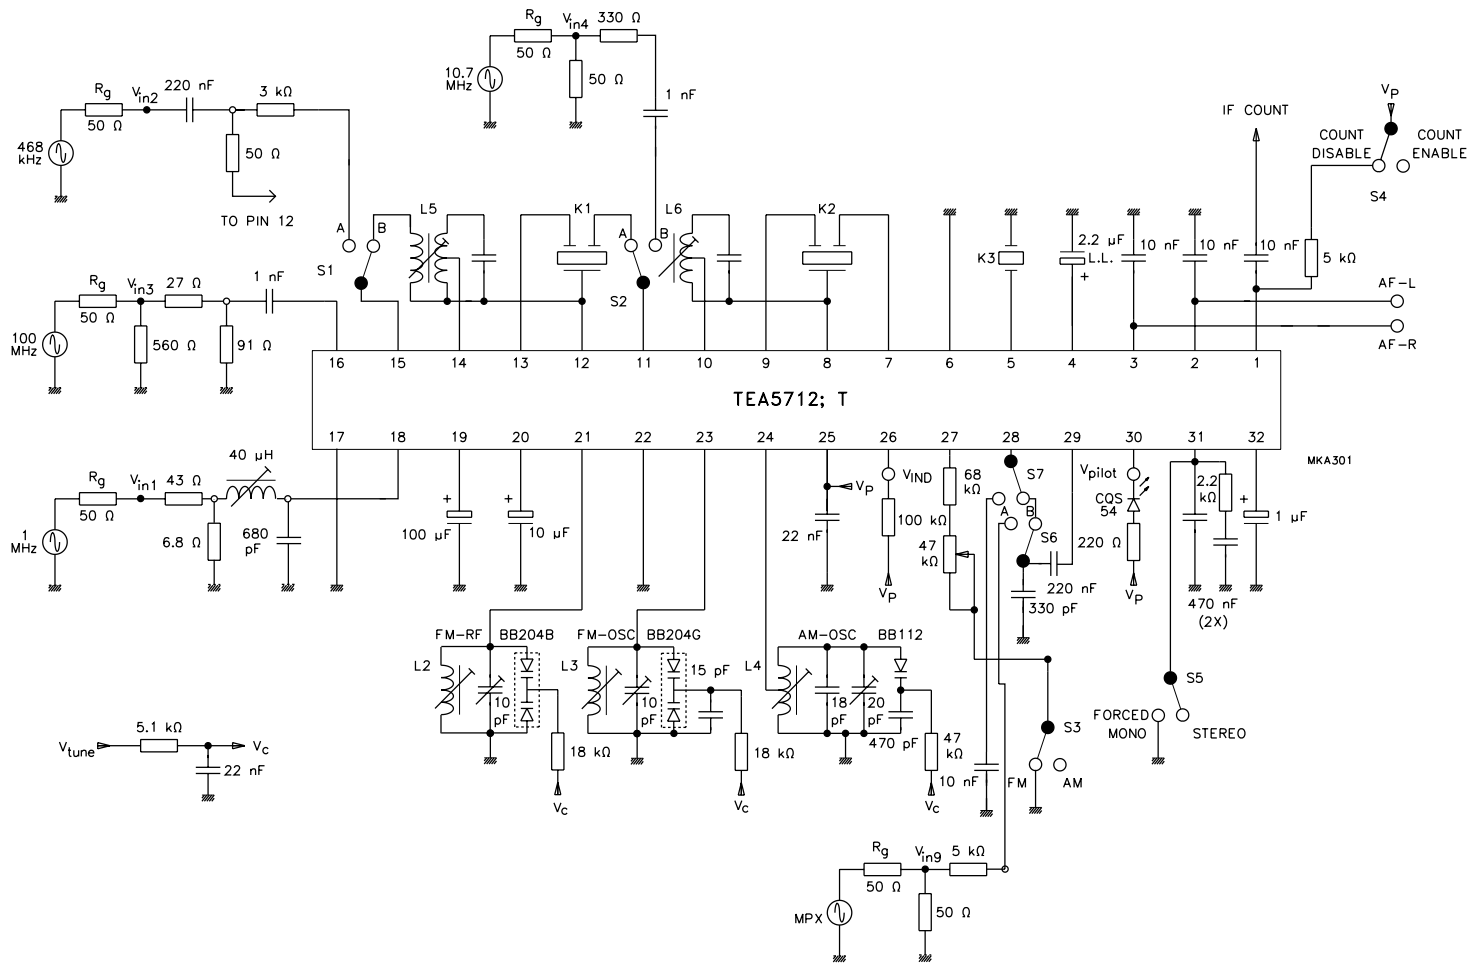 Rg
Vin4
330 Ω
50 Ω
10.7
MHz
50 Ω
1 nF
Rg
Vin2
220 nF
3 kΩ
50 Ω
468
kHz
50 Ω
TO PIN 12
VP
IF COUNT
COUNT
DISABLE
COUNT
ENABLE
S4
A
B
S1
L5
K1
A
B
S2
L6
K2
K3
2.2 µF
L.L.
+
10 nF
10 nF
10 nF
5 kΩ
AF-L
AF-R
Rg
Vin3
27 Ω
1 nF
50 Ω
100
MHz
560 Ω
91 Ω
16
15
14
13
12
11
10
9
8
7
6
5
4
3
2
1
TEA5712; T
17
18
19
20
21
22
23
24
25
26
27
28
29
30
31
32
MKA301
Rg
Vin1
43 Ω
40 µH
50 Ω
1
MHz
6.8 Ω
680
pF
+
100 µF
+
10 µF
VP
22 nF
VIND
100 kΩ
VP
68
kΩ
47
kΩ
S7
A
B
S6
220 nF
330 pF
Vpilot
CQS
54
220 Ω
VP
2.2
kΩ
470 nF
(2X)
+
1 µF
FM-RF
BB204B
L2
10
pF
18 kΩ
Vc
FM-OSC
BB204G
L3
10
pF
15 pF
18 kΩ
Vc
AM-OSC
BB112
L4
18
pF
20
pF
470 pF
47
kΩ
Vc
10 nF
S3
FM
AM
S5
FORCED
MONO
STEREO
Vtune
5.1 kΩ
Vc
22 nF
Rg
Vin9
5 kΩ
50 Ω
MPX
50 Ω